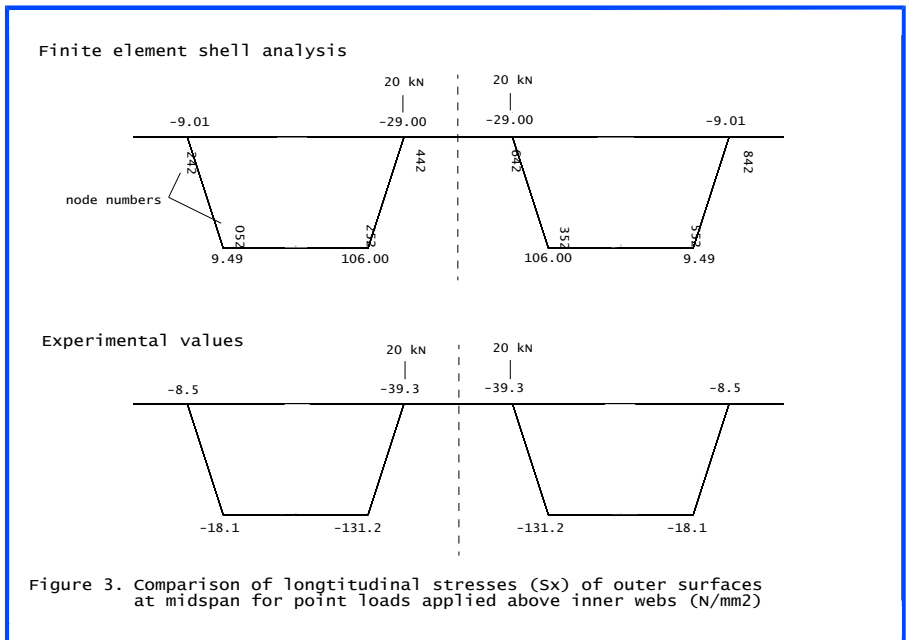 Finite element shell analysis
20 kN 20 kN
-9.01 -29.00 -29.00 -9.01
242 442 642 842
node numbers
052 252 352 552
9.49 106.00 106.00 9.49
Experimental values
20 kN 20 kN
-8.5 -39.3 -39.3 -8.5
-18.1 -131.2 -131.2 -18.1
Figure 3. Comparison of longtitudinal stresses (Sx) of outer surfaces
at midspan for point loads applied above inner webs (N/mm2)